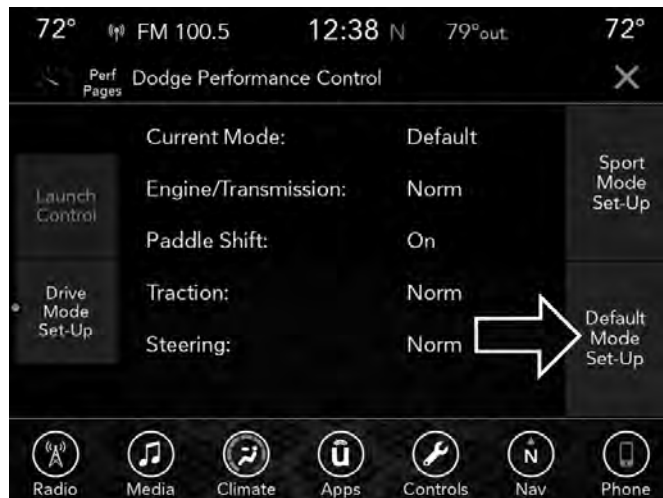 72° FM 100.5 12:38 N 79°out 72°
Perf
Pages
Dodge Performance Control
Current Mode: Default
Engine/Transmission: Norm
Paddle Shift: On
Traction: Norm
Steering: Norm
Launch
Control
Drive
Mode
Set-Up
Sport
Mode
Set-Up
Default
Mode
Set-Up
Radio Media Climate Apps Controls Nav Phone